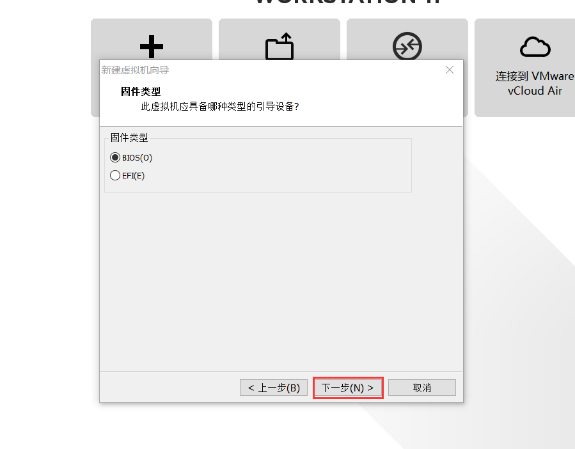 连接到 VMware
vCloud Air
新建虚拟机向导
固件类型
此虚拟机应具备哪种类型的引导设备?
固件类型
BIOS(O)
EFI(E)
< 上一步(B)
下一步(N) >
取消